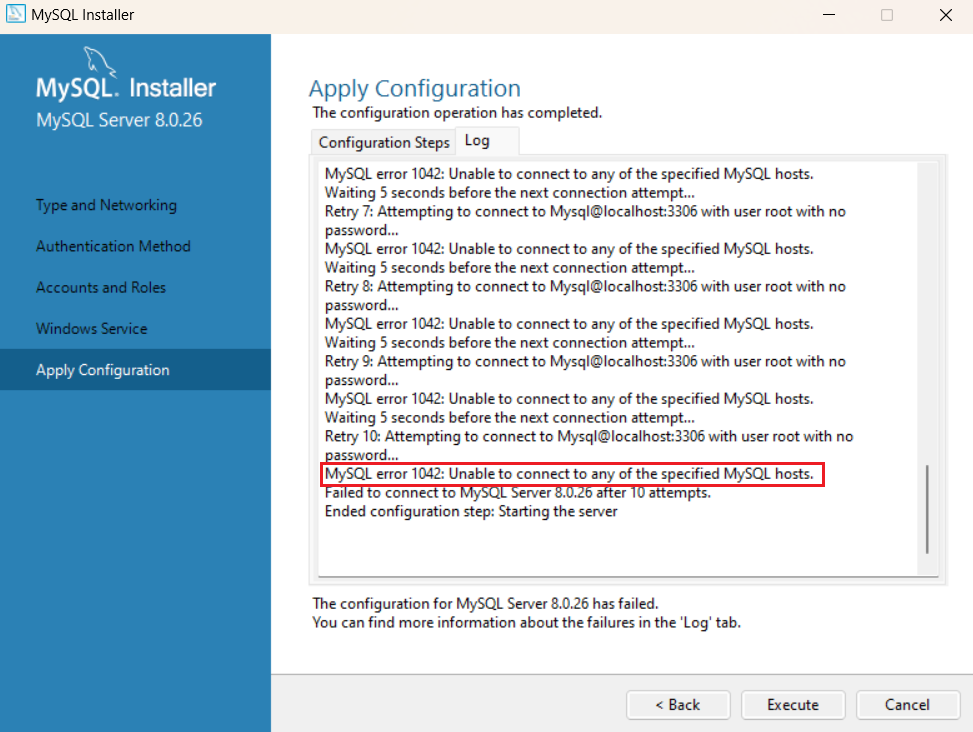 MySQL Installer
MySQL. Installer
MySQL Server 8.0.26
Type and Networking
Authentication Method
Accounts and Roles
Windows Service
Apply Configuration
Apply Configuration
The configuration operation has completed.
Configuration Steps
Log
MySQL error 1042: Unable to connect to any of the specified MySQL hosts.
Waiting 5 seconds before the next connection attempt...
Retry 7: Attempting to connect to Mysql@localhost:3306 with user root with no
password...
MySQL error 1042: Unable to connect to any of the specified MySQL hosts.
Waiting 5 seconds before the next connection attempt...
Retry 8: Attempting to connect to Mysql@localhost:3306 with user root with no
password...
MySQL error 1042: Unable to connect to any of the specified MySQL hosts.
Waiting 5 seconds before the next connection attempt...
Retry 9: Attempting to connect to Mysql@localhost:3306 with user root with no
password...
MySQL error 1042: Unable to connect to any of the specified MySQL hosts.
Waiting 5 seconds before the next connection attempt...
Retry 10: Attempting to connect to Mysql@localhost:3306 with user root with no
password...
MySQL error 1042: Unable to connect to any of the specified MySQL hosts.
Failed to connect to MySQL Server 8.0.26 after 10 attempts.
Ended configuration step: Starting the server
The configuration for MySQL Server 8.0.26 has failed.
You can find more information about the failures in the 'Log' tab.
< Back
Execute
Cancel